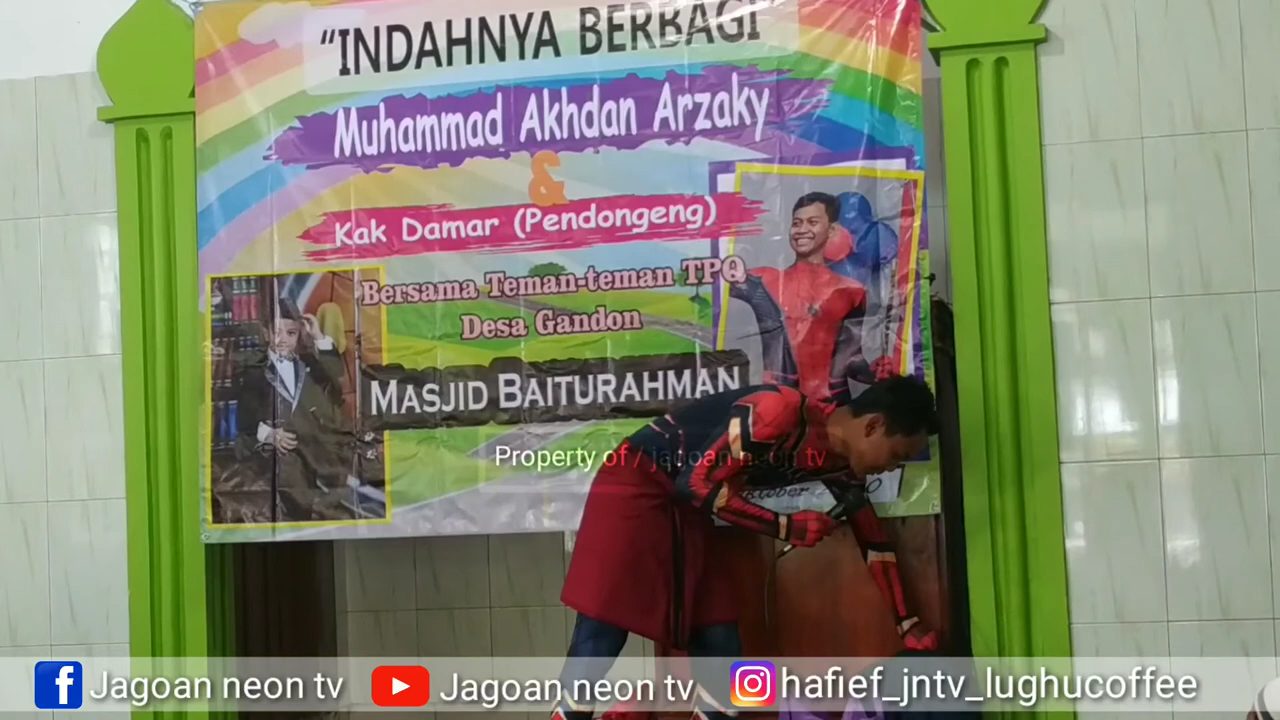 "INDAHNYA BERBAGI"
Muhammad Akhdan Arzaky
&
Kak Damar (Pendongeng)
Bersama Teman-teman TPQ
Desa Gandon
MASJID BAITURAHMAN
Property of / jagoan neon tv
Jagoan neon tv
Jagoan neon tv
hafief_jntv_lughucoffee